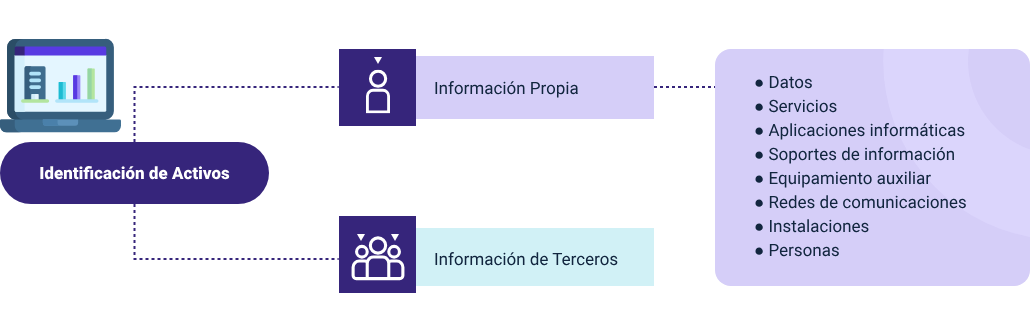 Identificación de Activos
Información Propia
● Datos
● Servicios
● Aplicaciones informáticas
● Soportes de información
● Equipamiento auxiliar
● Redes de comunicaciones
● Instalaciones
● Personas
Información de Terceros